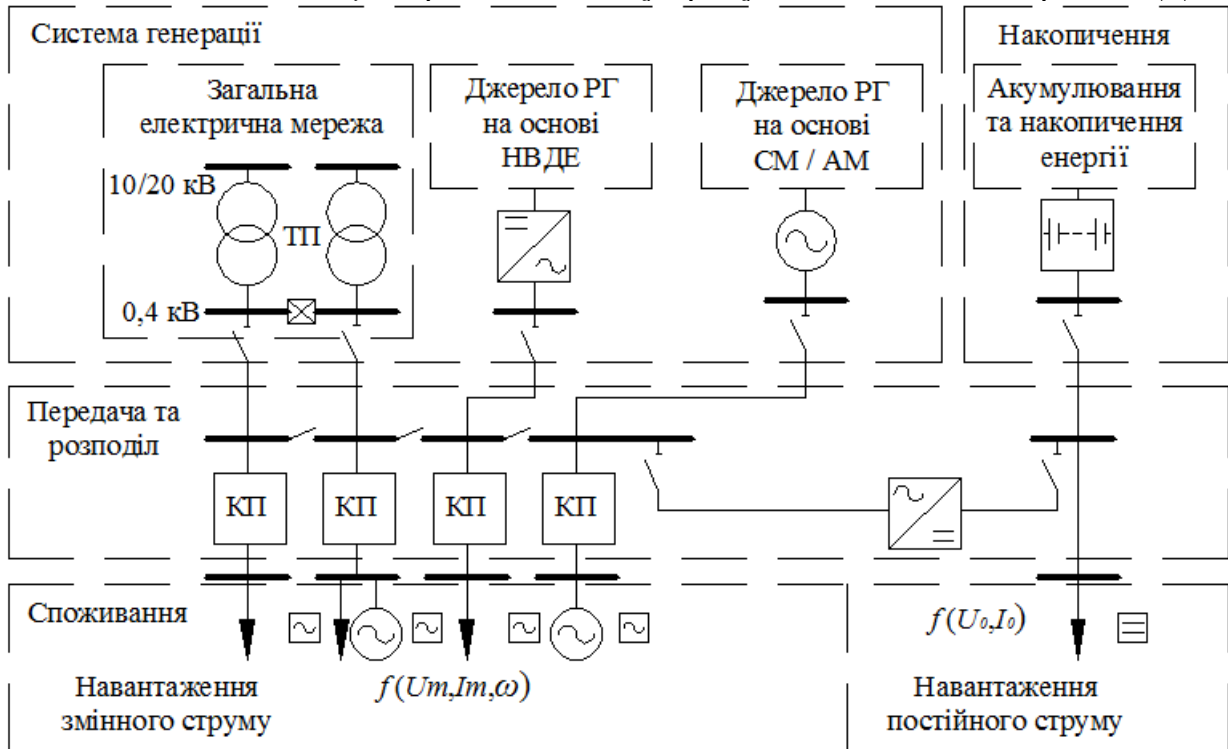 Система генерації
Накопичення
Загальна
електрична мережа
Джерело РГ
на основі
НВДЕ
Джерело РГ
на основі
СМ / АМ
Акумулювання
та накопичення
енергії
10/20 кВ
ТП
0,4 кВ
Передача та
розподіл
КП
КП
КП
КП
Споживання
f(U₀,I₀)
f(Um,Im,ω)
Навантаження
змінного струму
Навантаження
постійного струму